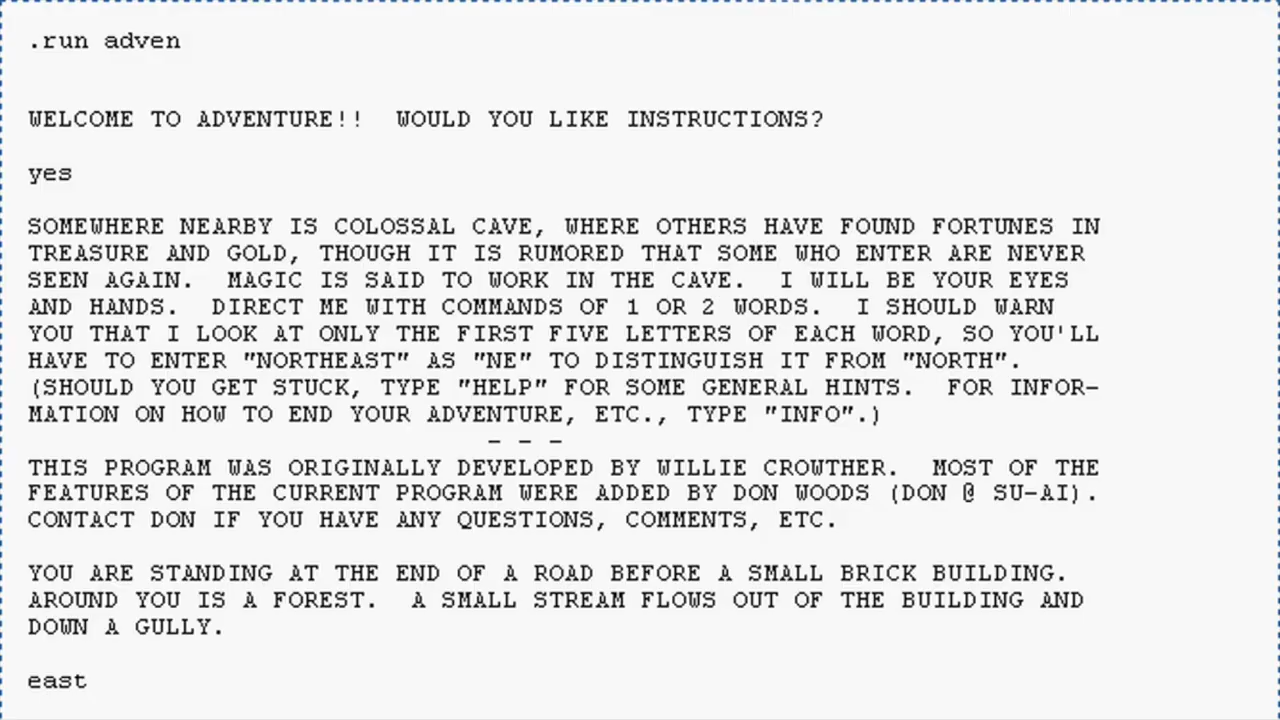 .run adven
WELCOME TO ADVENTURE!!  WOULD YOU LIKE INSTRUCTIONS?
yes
SOMEWHERE NEARBY IS COLOSSAL CAVE, WHERE OTHERS HAVE FOUND FORTUNES IN
TREASURE AND GOLD, THOUGH IT IS RUMORED THAT SOME WHO ENTER ARE NEVER
SEEN AGAIN.  MAGIC IS SAID TO WORK IN THE CAVE.  I WILL BE YOUR EYES
AND HANDS.  DIRECT ME WITH COMMANDS OF 1 OR 2 WORDS.  I SHOULD WARN
YOU THAT I LOOK AT ONLY THE FIRST FIVE LETTERS OF EACH WORD, SO YOU'LL
HAVE TO ENTER "NORTHEAST" AS "NE" TO DISTINGUISH IT FROM "NORTH".
(SHOULD YOU GET STUCK, TYPE "HELP" FOR SOME GENERAL HINTS.  FOR INFOR-
MATION ON HOW TO END YOUR ADVENTURE, ETC., TYPE "INFO".)
- - -
THIS PROGRAM WAS ORIGINALLY DEVELOPED BY WILLIE CROWTHER.  MOST OF THE
FEATURES OF THE CURRENT PROGRAM WERE ADDED BY DON WOODS (DON @ SU-AI).
CONTACT DON IF YOU HAVE ANY QUESTIONS, COMMENTS, ETC.
YOU ARE STANDING AT THE END OF A ROAD BEFORE A SMALL BRICK BUILDING.
AROUND YOU IS A FOREST.  A SMALL STREAM FLOWS OUT OF THE BUILDING AND
DOWN A GULLY.
east